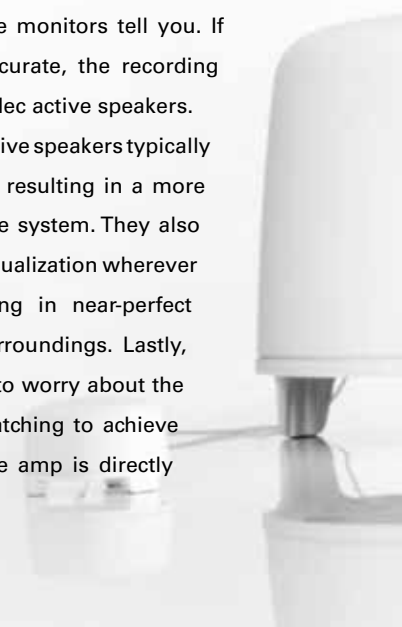 e monitors tell you. If
curate, the recording
lec active speakers.
ive speakers typically
resulting in a more
e system. They also
ualization wherever
ng in near-perfect
rroundings. Lastly,
to worry about the
atching to achieve
e amp is directly